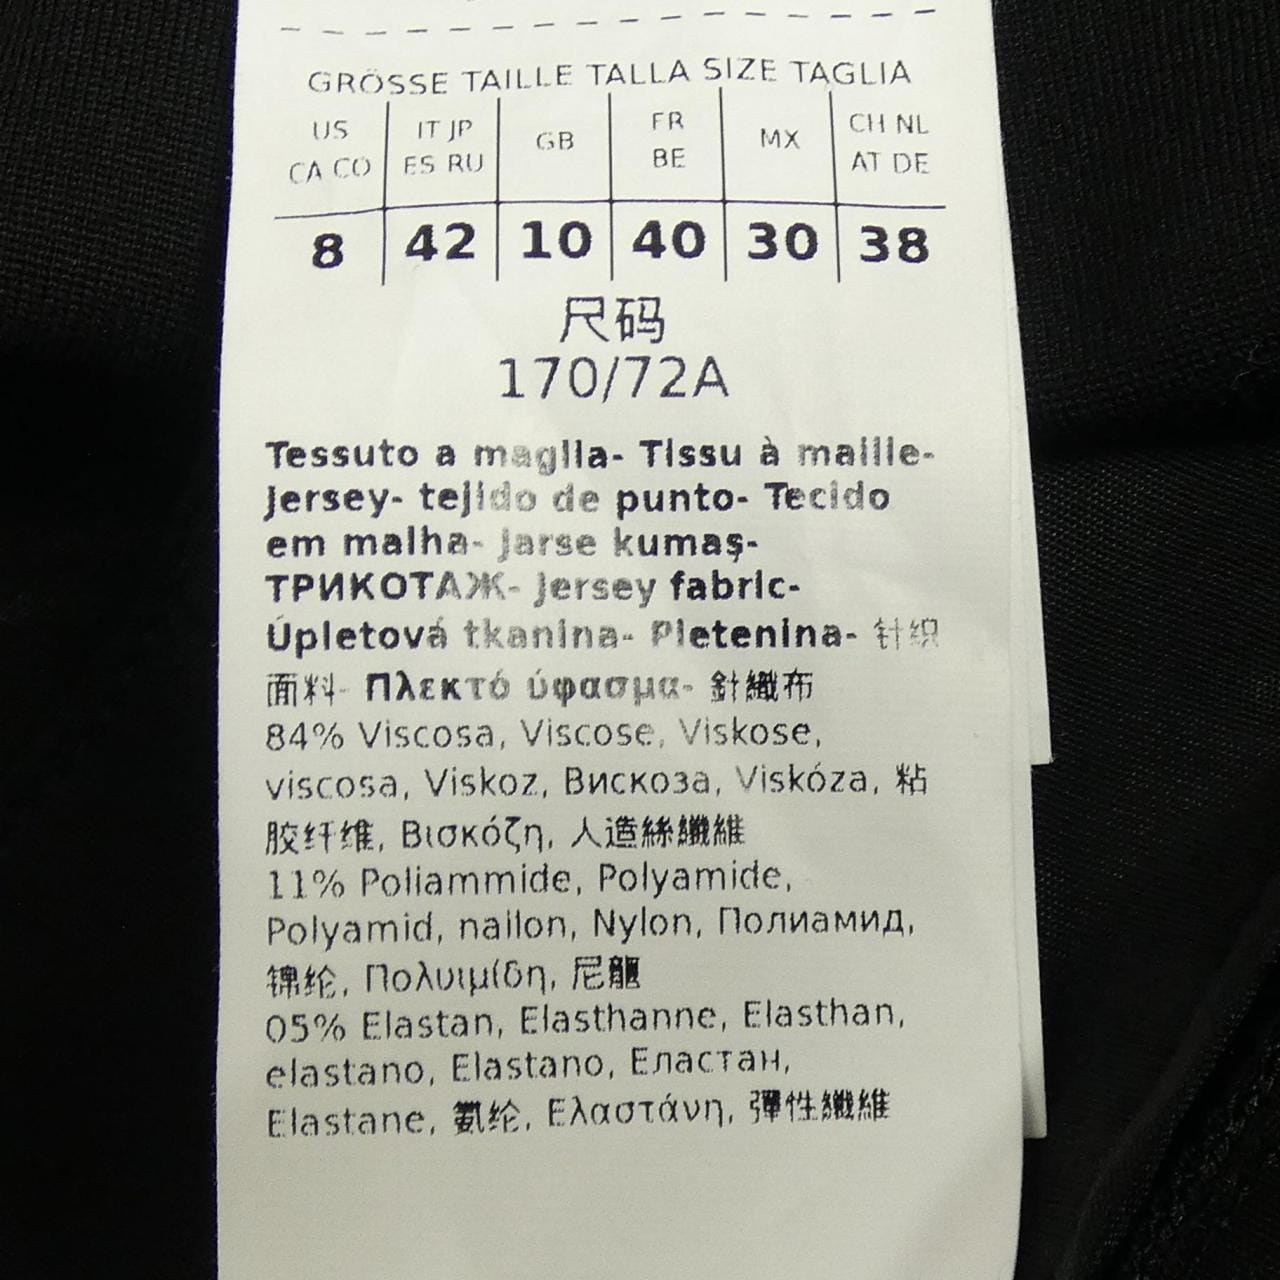 GRÖSSE TAILLE TALLA SIZE TAGLIA
US IT JP GB FR MX CH NL
CA CO ES RU BE AT DE
8 42 10 40 30 38
尺码
170/72A
Tessuto a maglia- Tissu à maille-
Jersey- tejido de punto- Tecido
em malha- Jarse kumaş-
ТРИКОТАЖ- Jersey fabric-
Úpletová tkanina- Pletenina- 针织
面料- Πλεκτό ύφασμα- 針織布
84% Viscosa, Viscose, Viskose,
viscosa, Viskoz, Вискоза, Viskóza, 粘
胶纤维, Βισκόζη, 人造絲纖維
11% Poliammide, Polyamide,
Polyamid, nailon, Nylon, Полиамид,
锦纶, Πολυιμίδη, 尼龍
05% Elastan, Elasthanne, Elasthan,
elastano, Elastano, Еластан,
Elastane, 氨纶, Ελαστάνη, 彈性纖維